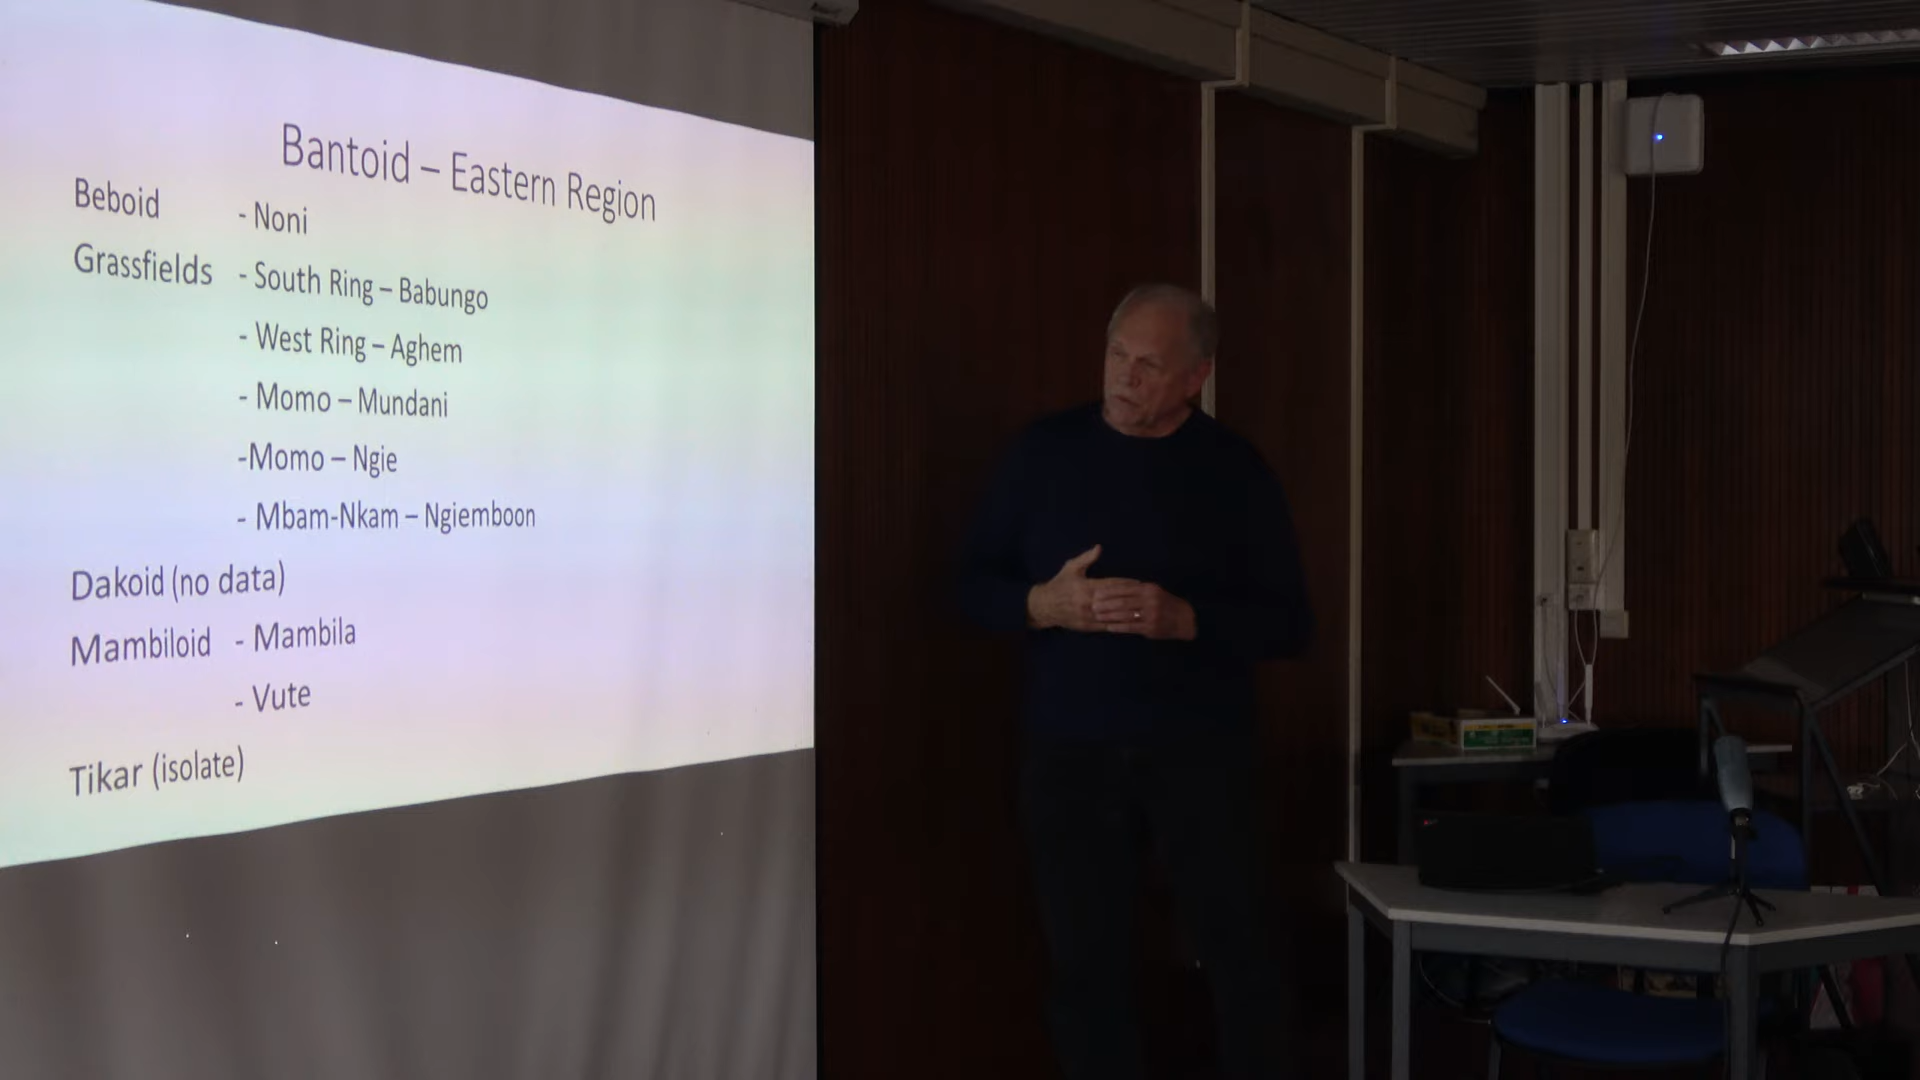 Bantoid – Eastern Region
Beboid - Noni
Grassfields - South Ring – Babungo
- West Ring – Aghem
- Momo – Mundani
-Momo – Ngie
- Mbam-Nkam – Ngiemboon
Dakoid (no data)
Mambiloid - Mambila
- Vute
Tikar (isolate)